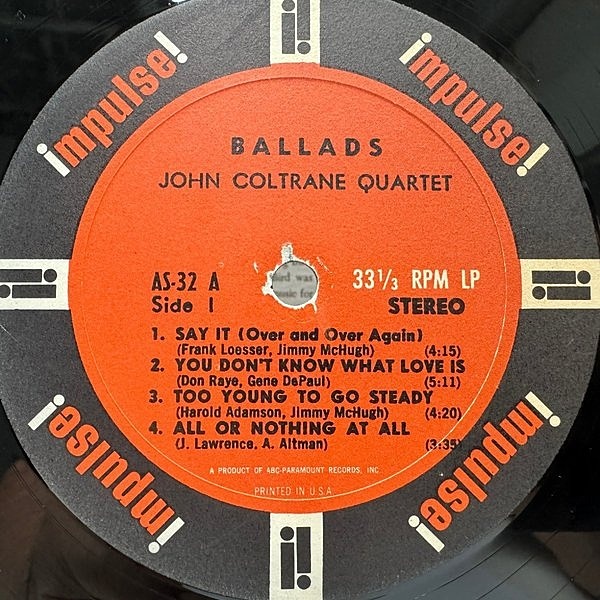 impulse!
impulse!
BALLADS
JOHN COLTRANE QUARTET
AS-32 A
Side 1
33⅓ RPM LP
STEREO
1. SAY IT (Over and Over Again)
(Frank Loesser, Jimmy McHugh) (4:15)
2. YOU DON'T KNOW WHAT LOVE IS
(Don Raye, Gene DePaul) (5:11)
3. TOO YOUNG TO GO STEADY
(Harold Adamson, Jimmy McHugh) (4:20)
4. ALL OR NOTHING AT ALL
(J. Lawrence, A. Altman) (3:35)
A PRODUCT OF ABC-PARAMOUNT RECORDS, INC.
PRINTED IN U.S.A.
impulse!
impulse!